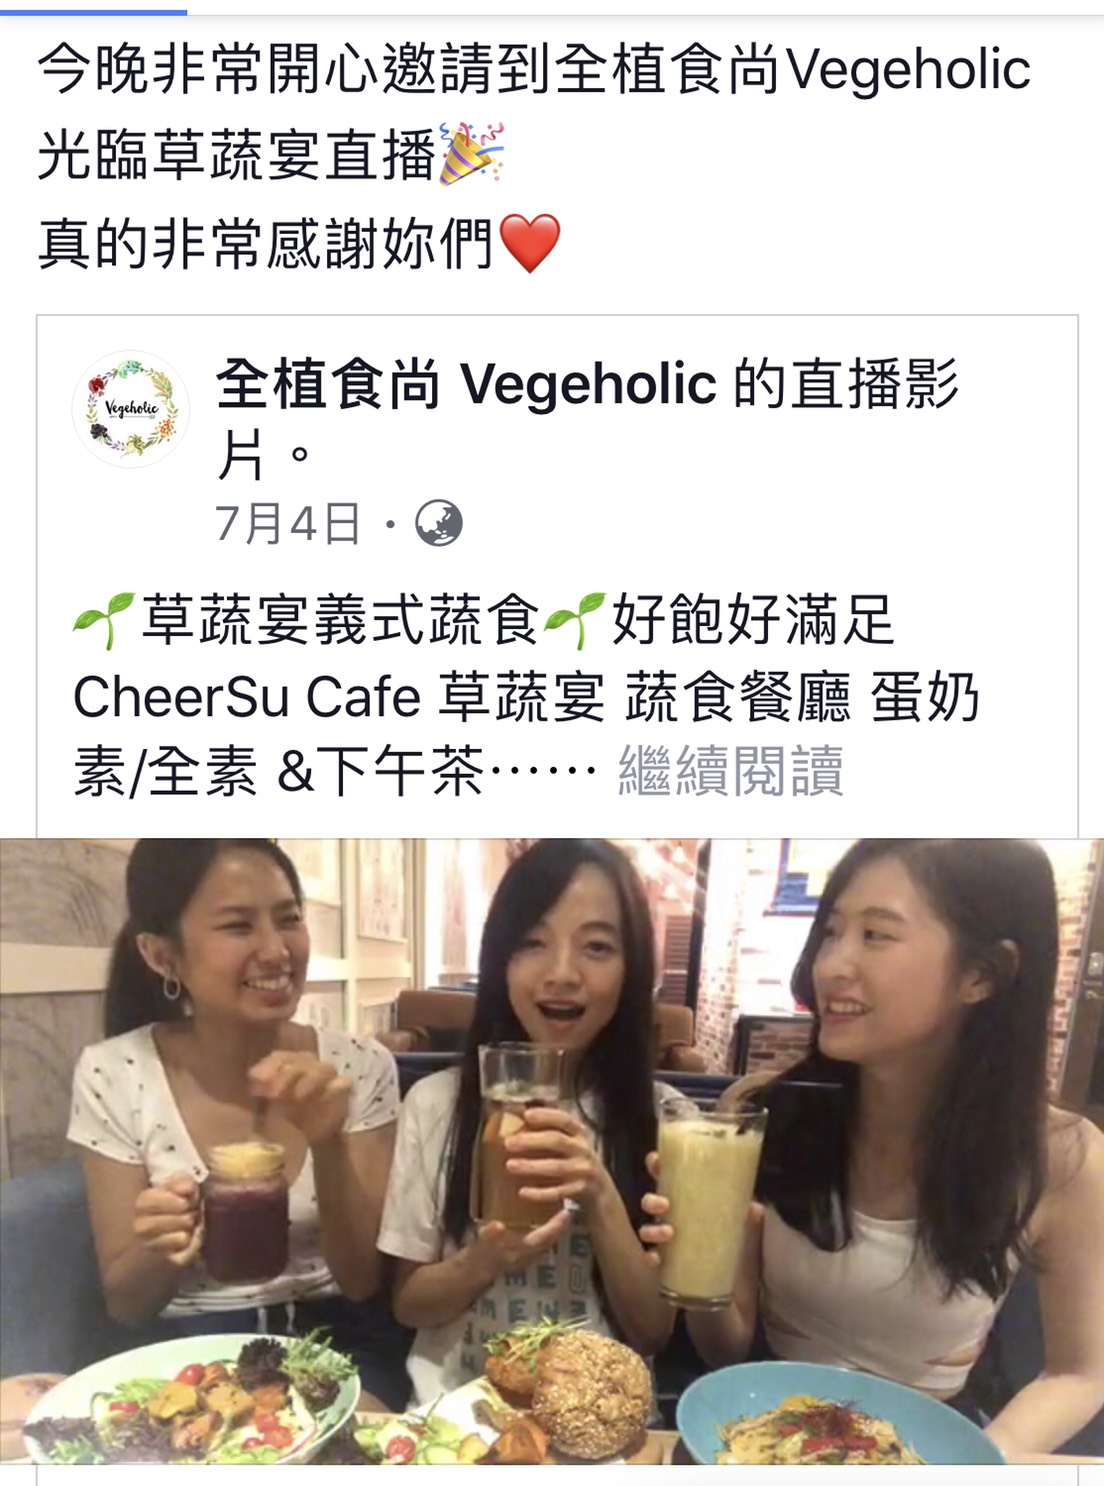 今晚非常開心邀請到全植食尚Vegeholic
光臨草蔬宴直播🎉
真的非常感謝妳們❤️
Vegeholic
全植食尚 Vegeholic 的直播影
片。
7月4日 ·
🌱草蔬宴義式蔬食🌱好飽好滿足
CheerSu Cafe 草蔬宴 蔬食餐廳 蛋奶
素/全素 &下午茶⋯⋯ 繼續閱讀